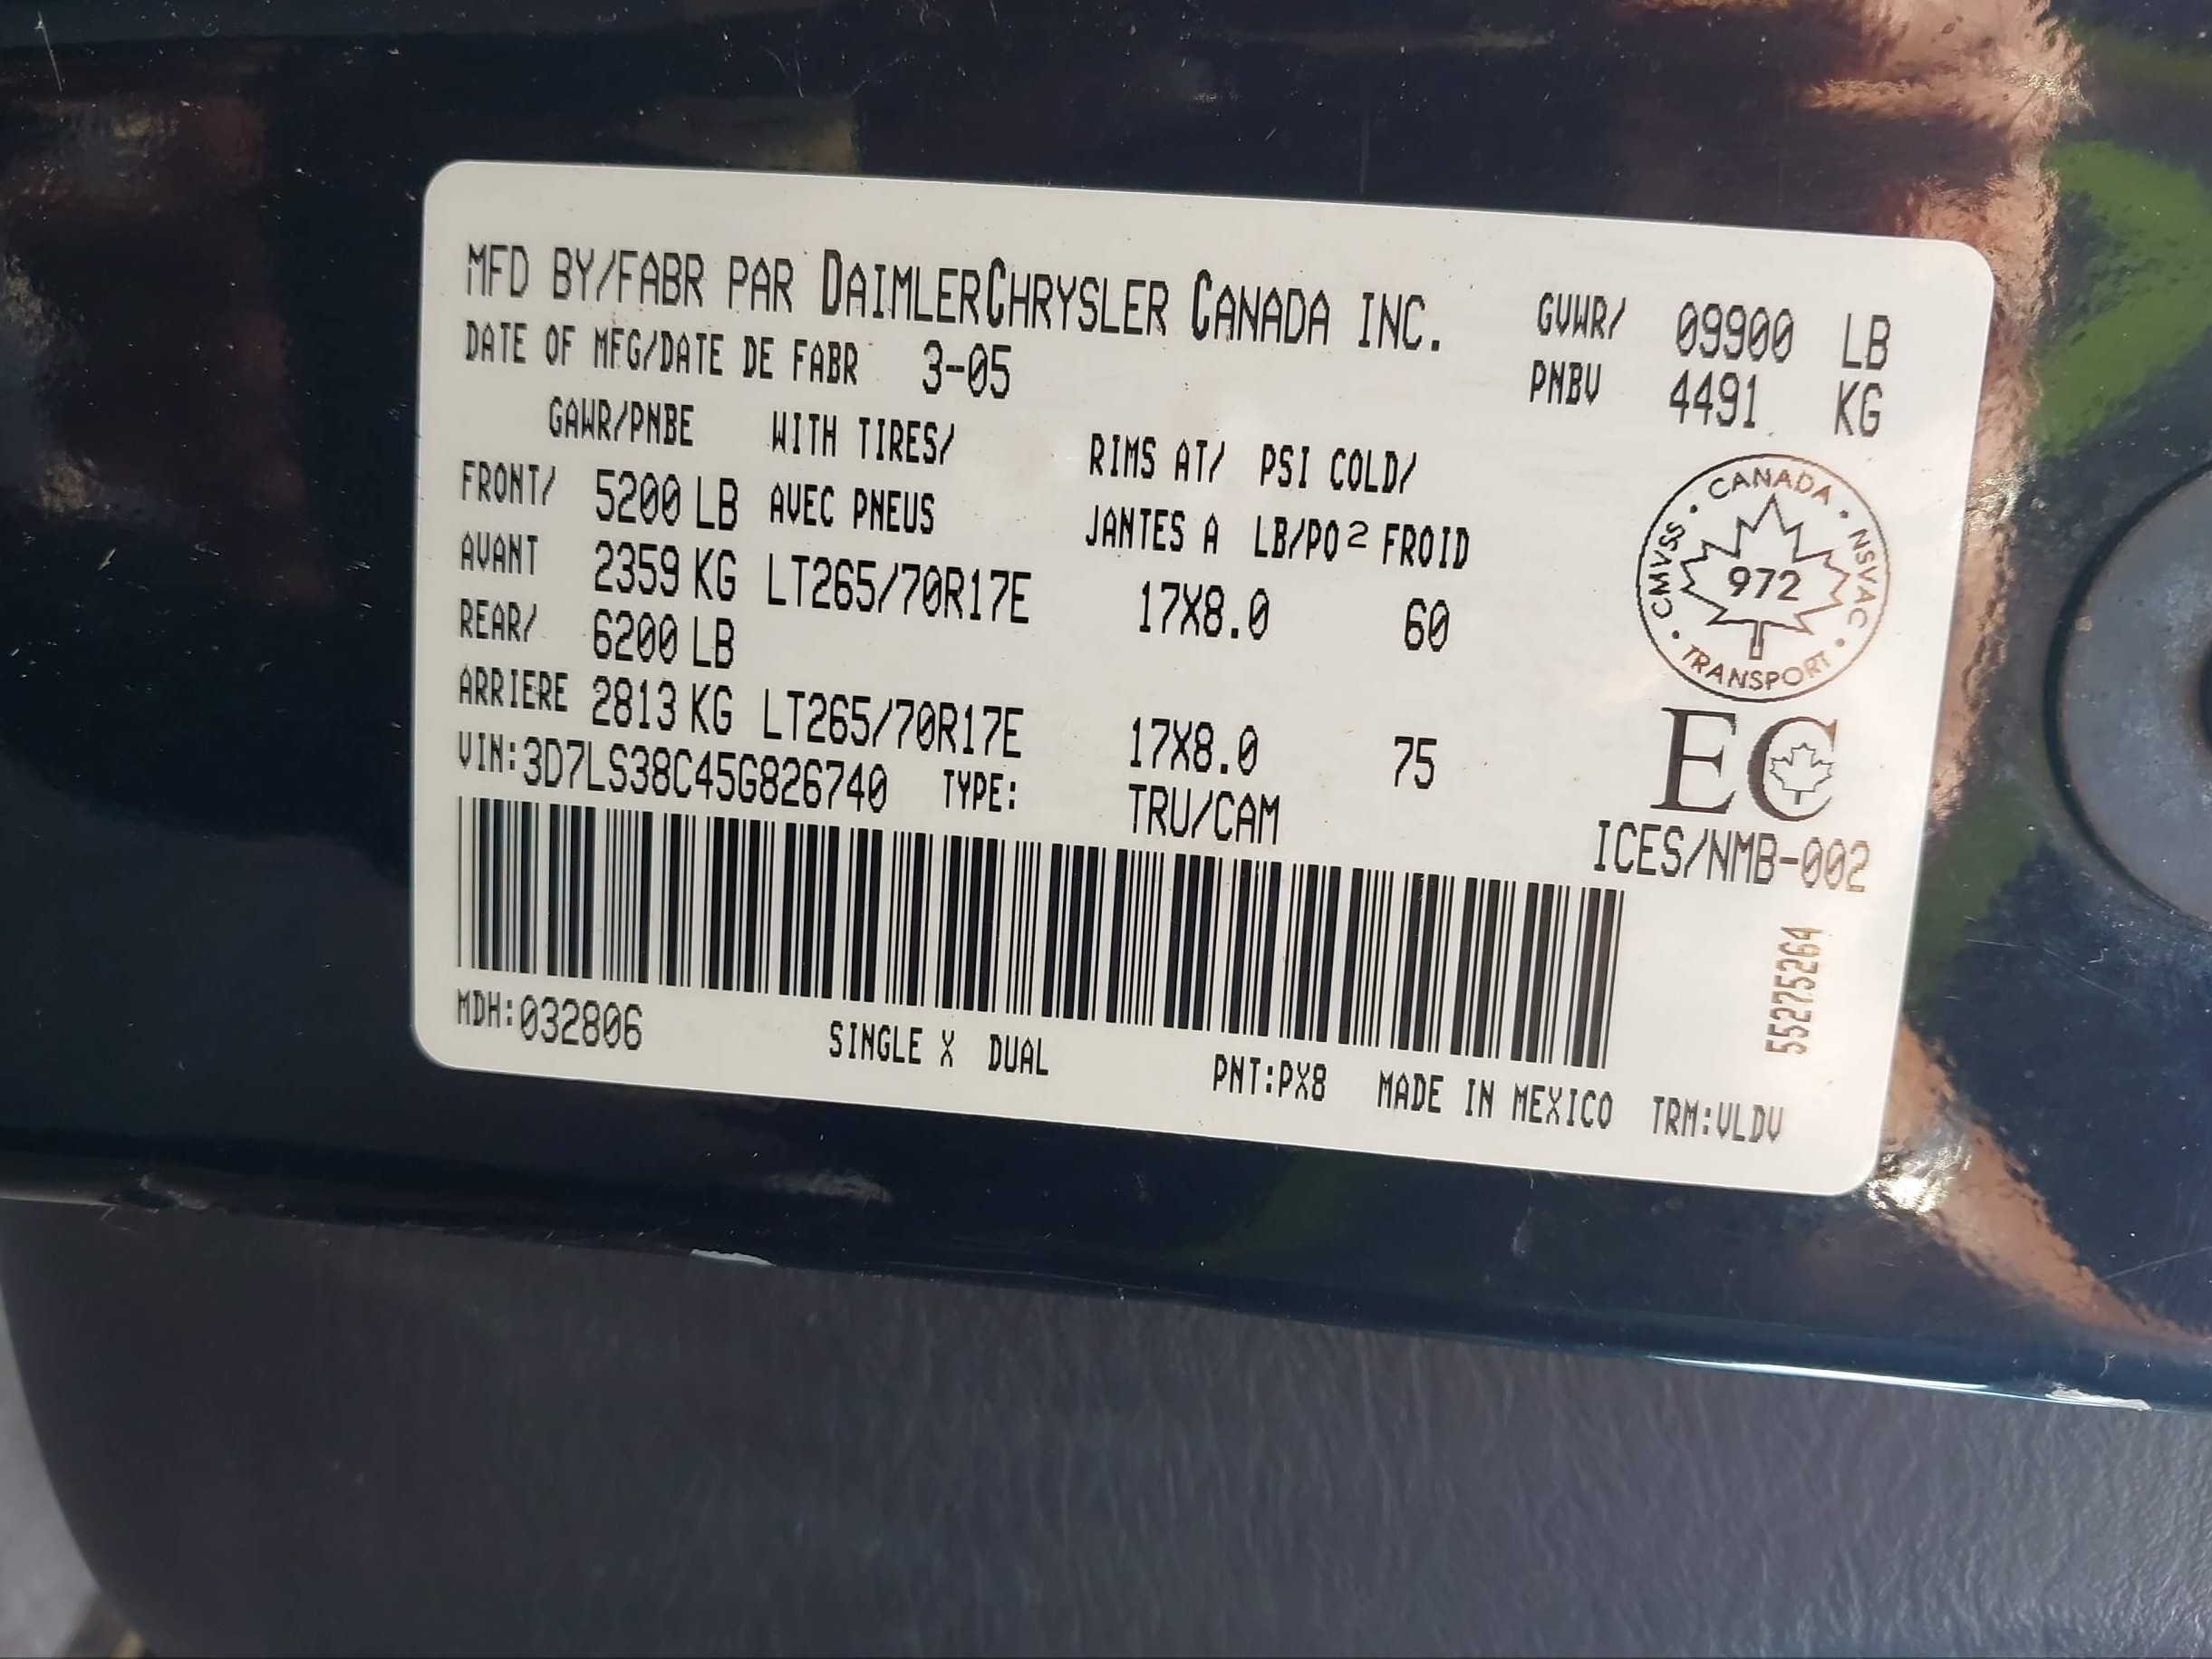 MFD BY/FABR PAR DAIMLERCHRYSLER CANADA INC. GVWR/ 09900 LB
DATE OF MFG/DATE DE FABR 3-05 PNBV 4491 KG
GAWR/PNBE WITH TIRES/ RIMS AT/ PSI COLD/
FRONT/ 5200 LB AVEC PNEUS JANTES A LB/PO² FROID
AVANT 2359 KG LT265/70R17E 17X8.0 60
REAR/ 6200 LB
ARRIERE 2813 KG LT265/70R17E 17X8.0 75
VIN:3D7LS38C45G826740 TYPE: TRU/CAM
CANADA • NSVAC • TRANSPORT • CMVSS •
972
EC
ICES/NMB-002
55275264
MDH:032806 SINGLE X DUAL PNT:PX8 MADE IN MEXICO TRM:VLDV